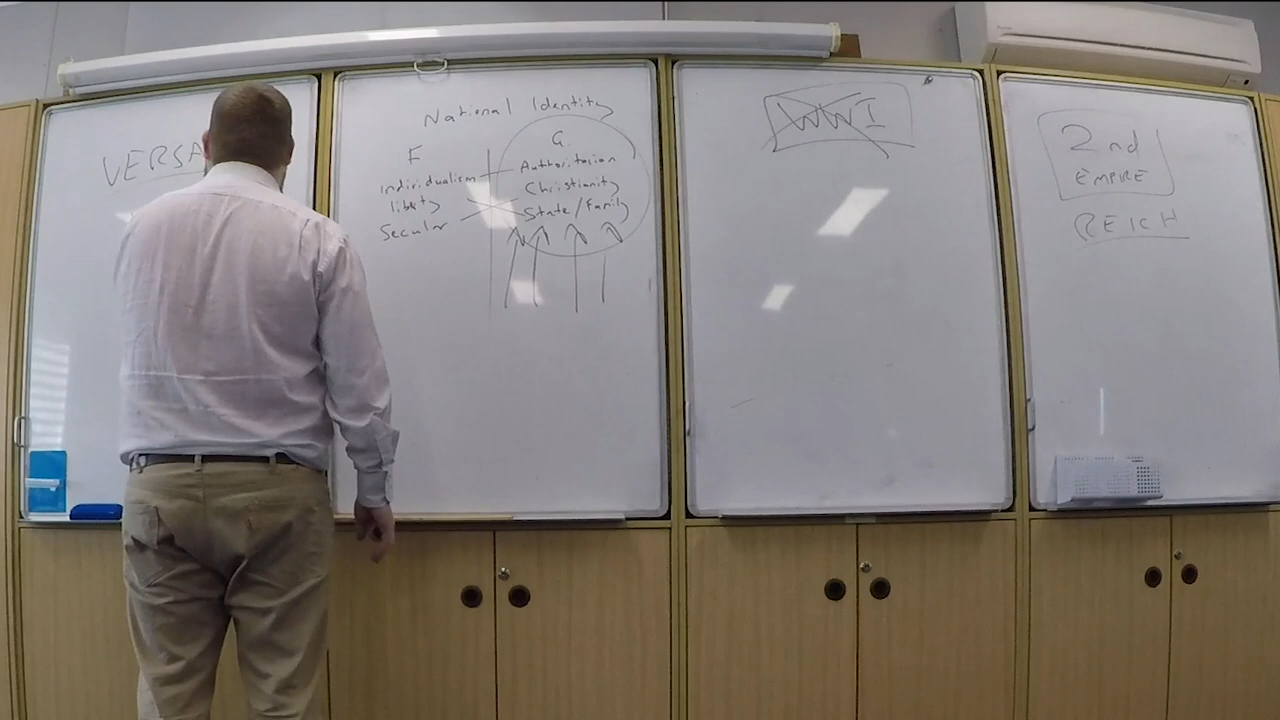 VERSA
National Identity
F
Individualism
liberty
Secular
G
Authoritarian
Christianity
State/Family
WWI
2nd
EMPIRE
REICH